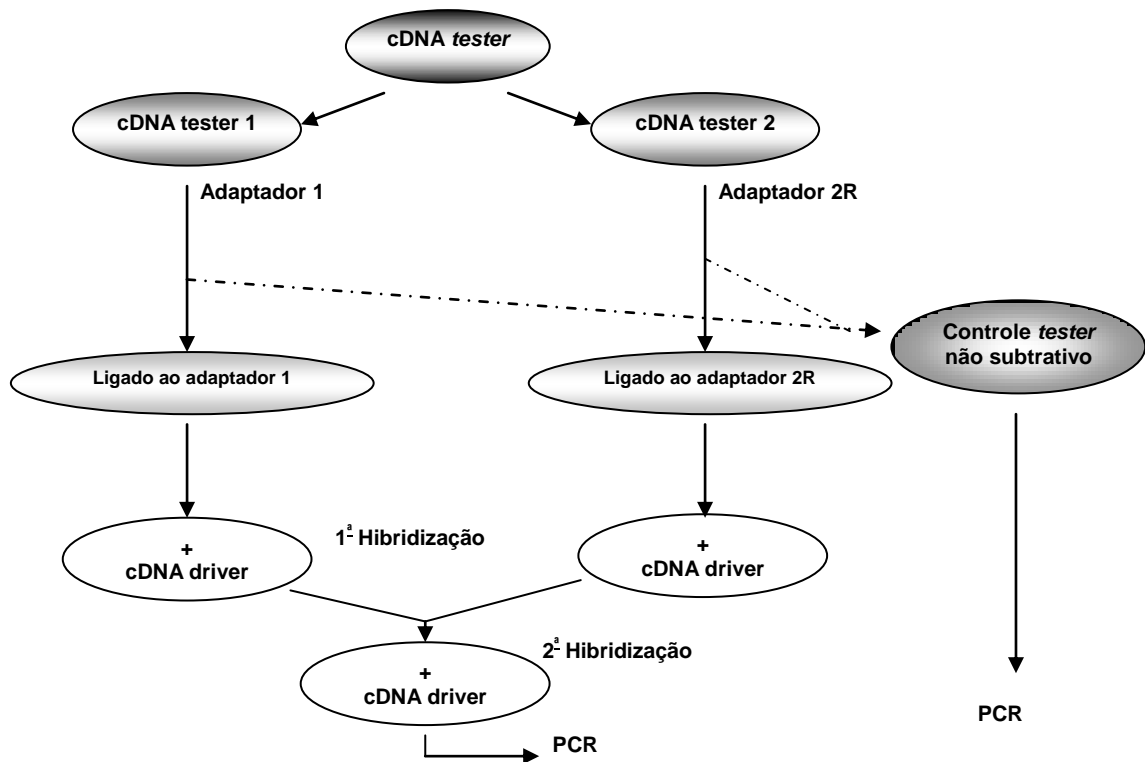 cDNA tester
cDNA tester 1
cDNA tester 2
Adaptador 1
Adaptador 2R
Controle tester
não subtrativo
Ligado ao adaptador 1
Ligado ao adaptador 2R
1ª Hibridização
+
cDNA driver
+
cDNA driver
2ª Hibridização
+
cDNA driver
PCR
PCR